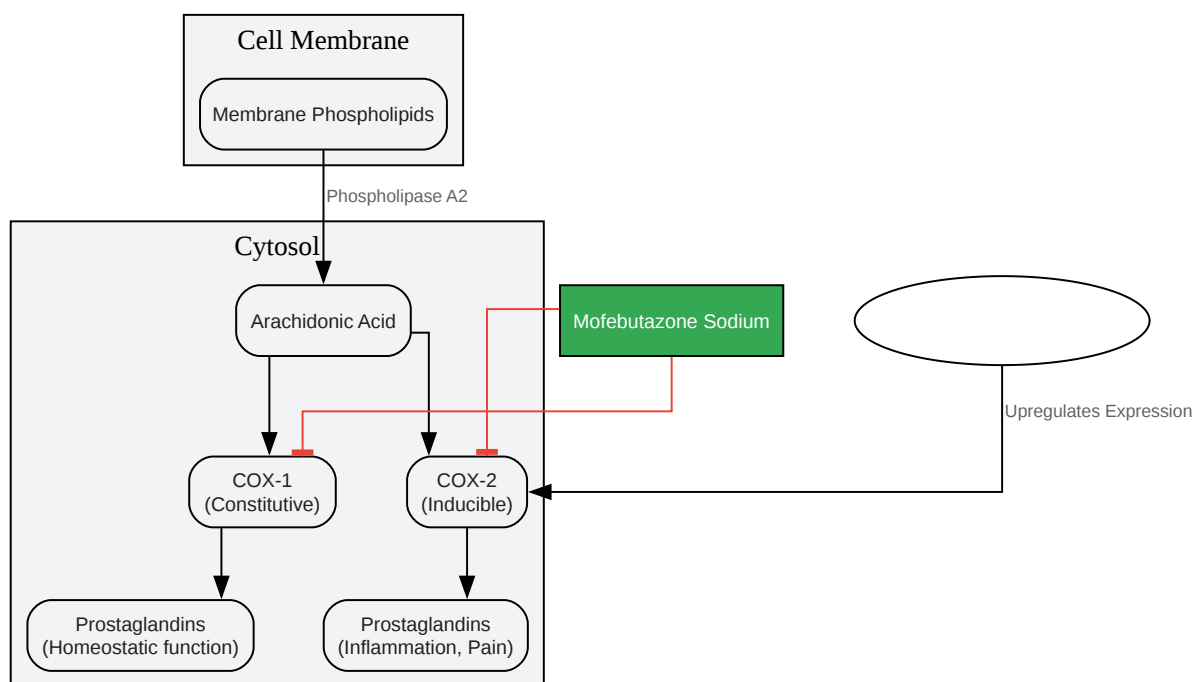 Cell Membrane
Membrane Phospholipids
Phospholipase A2
Cytosol
Arachidonic Acid
Mofebutazone Sodium
Upregulates Expression
COX-1
(Constitutive)
COX-2
(Inducible)
Prostaglandins
(Homeostatic function)
Prostaglandins
(Inflammation, Pain)